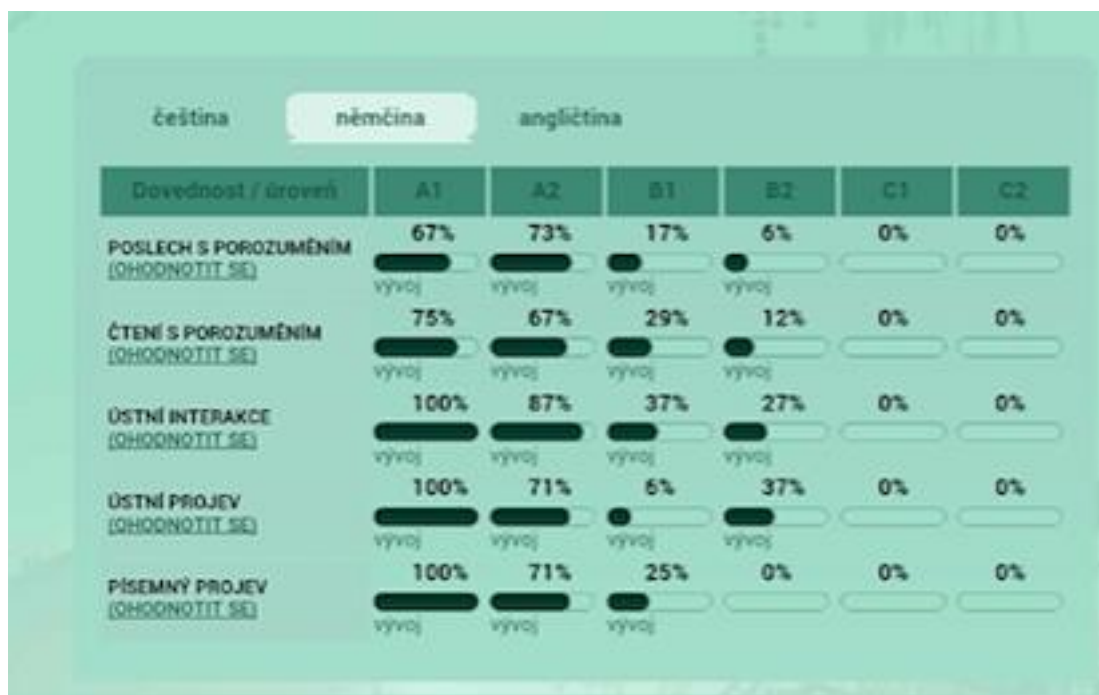 čeština němčina angličtina
Dovednost / úroveň A1 A2 B1 B2 C1 C2
POSLECH S POROZUMĚNÍM 67% 73% 17% 6% 0% 0%
(OHODNOTIT SE)
vývoj vývoj vývoj vývoj
ČTENÍ S POROZUMĚNÍM 75% 67% 29% 12% 0% 0%
(OHODNOTIT SE)
vývoj vývoj vývoj vývoj
ÚSTNÍ INTERAKCE 100% 87% 37% 27% 0% 0%
(OHODNOTIT SE)
vývoj vývoj vývoj vývoj
ÚSTNÍ PROJEV 100% 71% 6% 37% 0% 0%
(OHODNOTIT SE)
vývoj vývoj vývoj vývoj
PÍSEMNÝ PROJEV 100% 71% 25% 0% 0% 0%
(OHODNOTIT SE)
vývoj vývoj vývoj